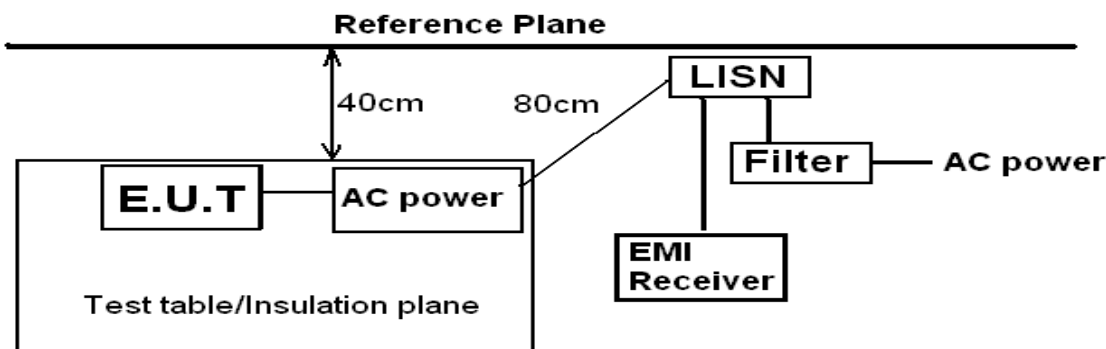 Reference Plane
40cm
80cm
LISN
Filter
AC power
E.U.T
AC power
EMI
Receiver
Test table/Insulation plane